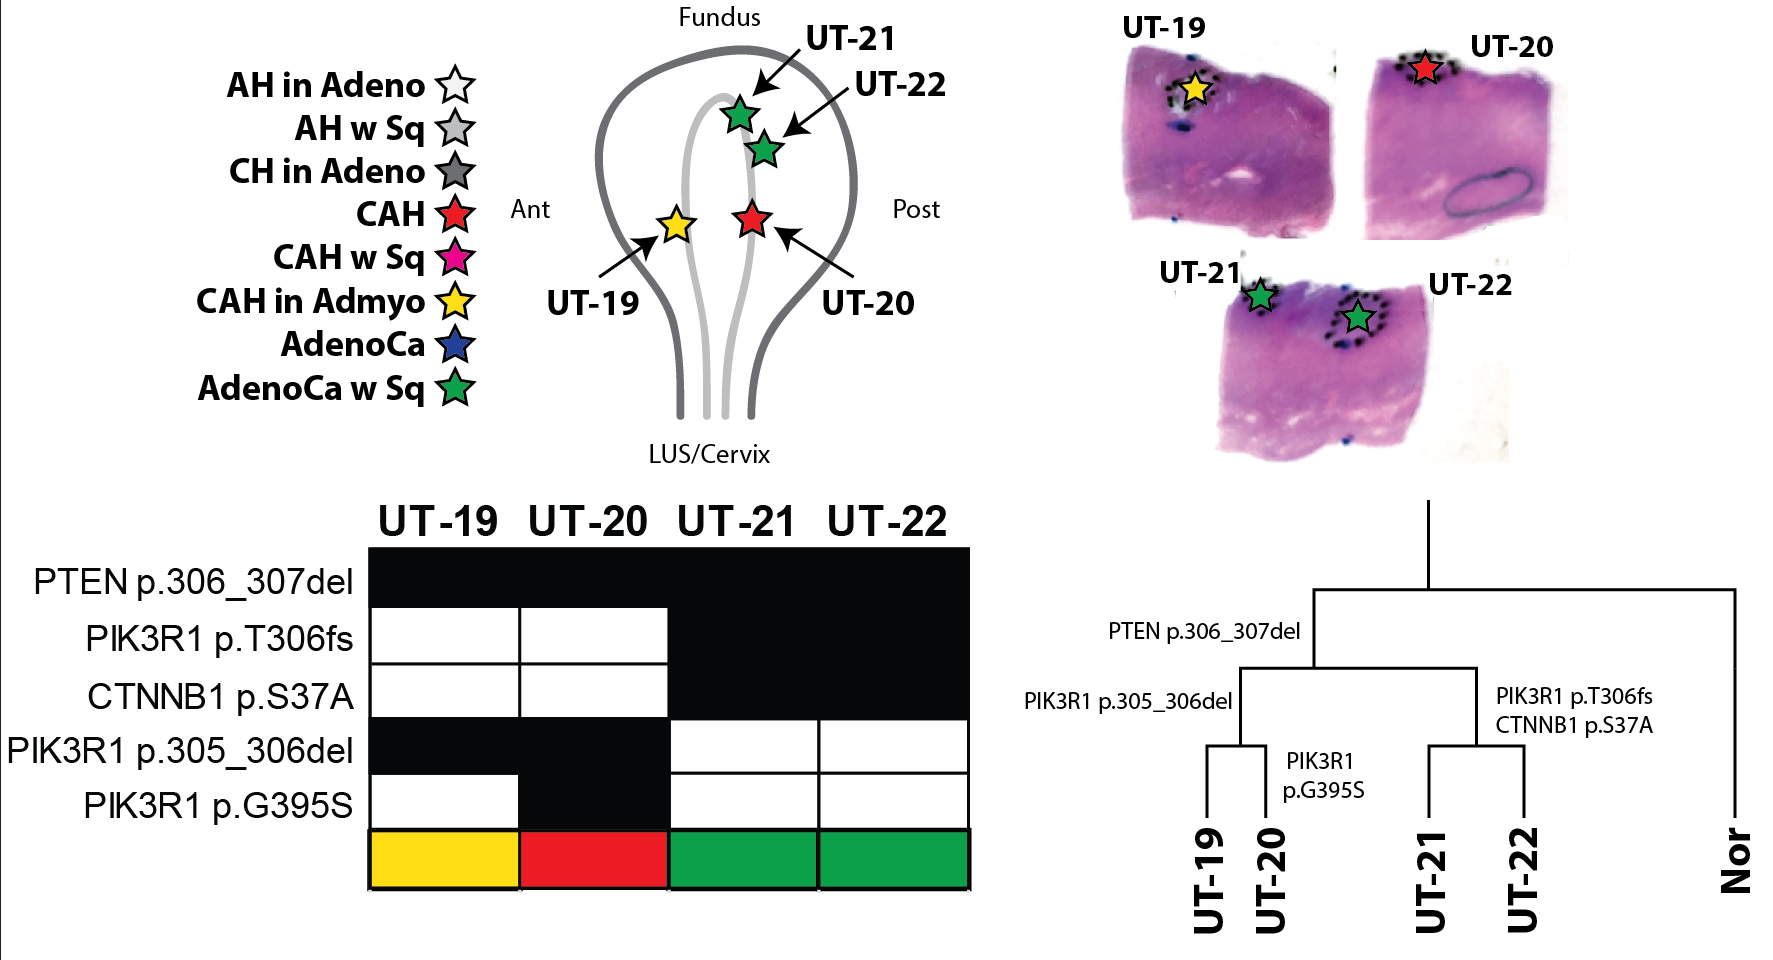 AH in Adeno
AH w Sq
CH in Adeno
CAH
CAH w Sq
CAH in Admyo
AdenoCa
AdenoCa w Sq
Fundus
UT-21
UT-22
Ant
Post
UT-19
UT-20
LUS/Cervix
UT-19
UT-20
UT-21
UT-22
UT-19 UT-20 UT-21 UT-22
PTEN p.306_307del
PIK3R1 p.T306fs
CTNNB1 p.S37A
PIK3R1 p.305_306del
PIK3R1 p.G395S
PTEN p.306_307del
PIK3R1 p.305_306del
PIK3R1 p.T306fs
CTNNB1 p.S37A
PIK3R1
p.G395S
UT-19
UT-20
UT-21
UT-22
Nor